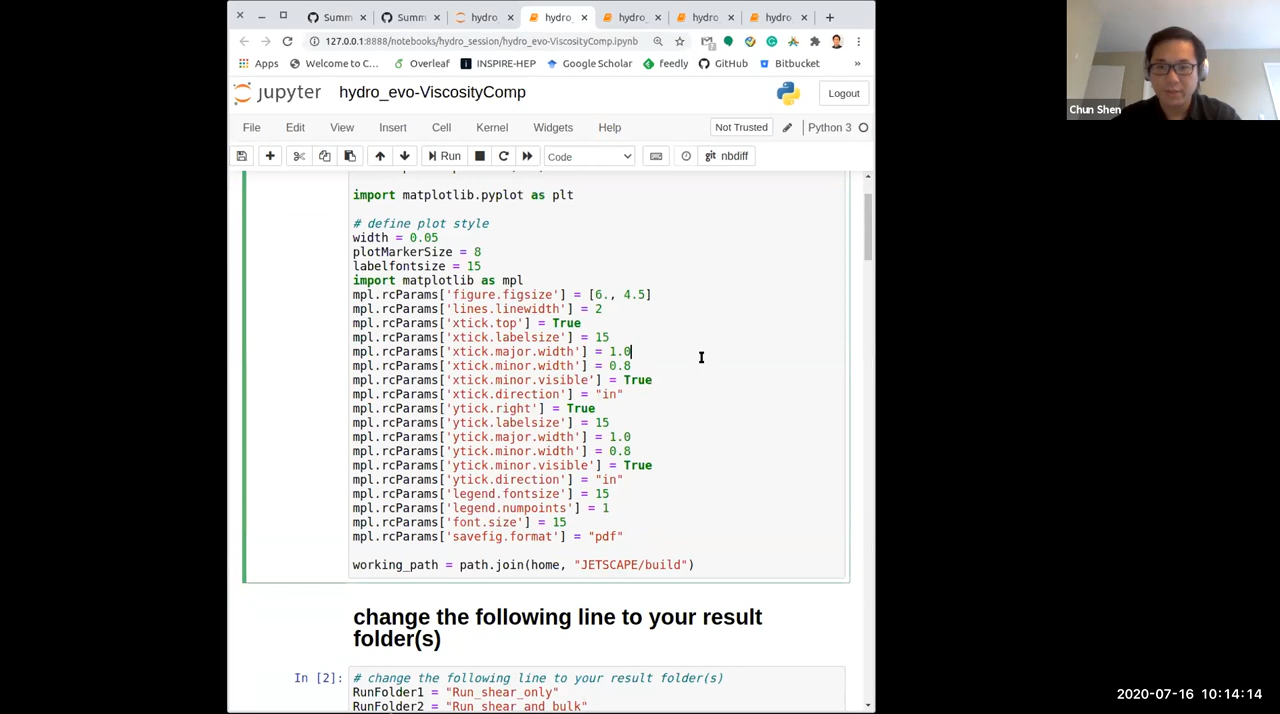 Summ
Summ
hydro_
hydro_
hydro_
hydro
hydro
127.0.0.1:8888/notebooks/hydro_session/hydro_evo-ViscosityComp.ipynb
Apps
Welcome to C...
Overleaf
INSPIRE-HEP
Google Scholar
feedly
GitHub
Bitbucket
»
Chun Shen
jupyter
hydro_evo-ViscosityComp
Logout
File Edit View Insert Cell Kernel Widgets Help
Not Trusted
Python 3
Run
Code
git nbdiff
import matplotlib.pyplot as plt
# define plot style
width = 0.05
plotMarkerSize = 8
labelfontsize = 15
import matplotlib as mpl
mpl.rcParams['figure.figsize'] = [6., 4.5]
mpl.rcParams['lines.linewidth'] = 2
mpl.rcParams['xtick.top'] = True
mpl.rcParams['xtick.labelsize'] = 15
mpl.rcParams['xtick.major.width'] = 1.0
mpl.rcParams['xtick.minor.width'] = 0.8
mpl.rcParams['xtick.minor.visible'] = True
mpl.rcParams['xtick.direction'] = "in"
mpl.rcParams['ytick.right'] = True
mpl.rcParams['ytick.labelsize'] = 15
mpl.rcParams['ytick.major.width'] = 1.0
mpl.rcParams['ytick.minor.width'] = 0.8
mpl.rcParams['ytick.minor.visible'] = True
mpl.rcParams['ytick.direction'] = "in"
mpl.rcParams['legend.fontsize'] = 15
mpl.rcParams['legend.numpoints'] = 1
mpl.rcParams['font.size'] = 15
mpl.rcParams['savefig.format'] = "pdf"
working_path = path.join(home, "JETSCAPE/build")
change the following line to your result
folder(s)
In [2]:
# change the following line to your result folder(s)
RunFolder1 = "Run_shear_only"
RunFolder2 = "Run_shear_and_bulk"
2020-07-16 10:14:14